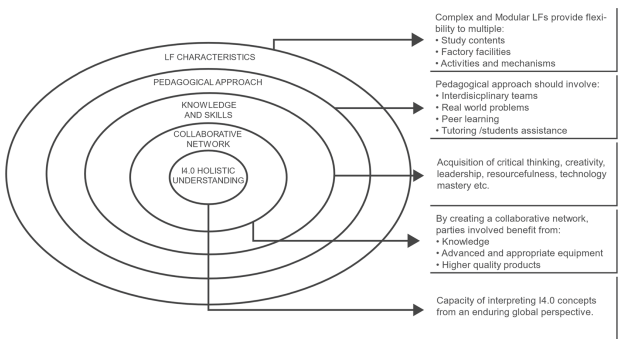 LF CHARACTERISTICS
PEDAGOGICAL APPROACH
KNOWLEDGE
AND SKILLS
COLLABORATIVE
NETWORK
I4.0 HOLISTIC
UNDERSTANDING
Complex and Modular LFs provide flexi-
bility to multiple:
• Study contents
• Factory facilities
• Activities and mechanisms
Pedagogical approach should involve:
• Interdisicplinary teams
• Real world problems
• Peer learning
• Tutoring /students assistance
Acquisition of critical thinking, creativity,
leadership, resourcefulness, technology
mastery etc.
By creating a collaborative network,
parties involved benefit from:
• Knowledge
• Advanced and appropriate equipment
• Higher quality products
Capacity of interpreting I4.0 concepts
from an enduring global perspective.